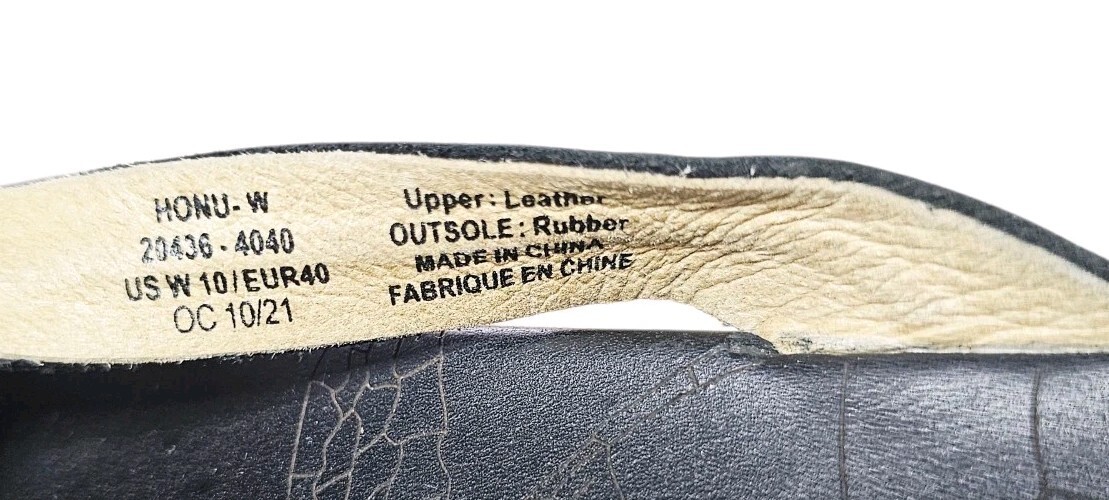 HONU-W
20436-4040
US W 10/EUR40
OC 10/21
Upper: Leather
OUTSOLE: Rubber
MADE IN CHINA
FABRIQUE EN CHINE